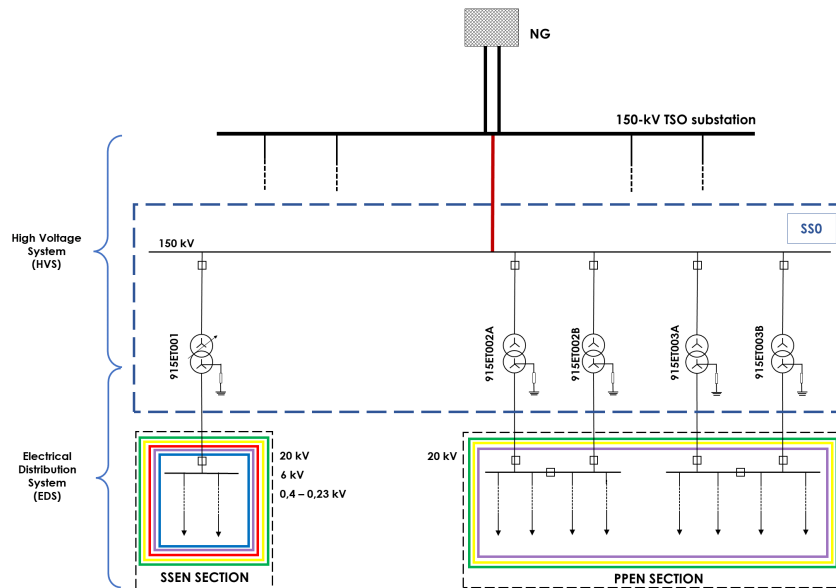 NG
150-kV TSO substation
SS0
150 kV
High Voltage
System
(HVS)
915ET001
915ET002A
915ET002B
915ET003A
915ET003B
Electrical
Distribution
System
(EDS)
20 kV
6 kV
0,4 – 0,23 kV
20 kV
SSEN SECTION
PPEN SECTION